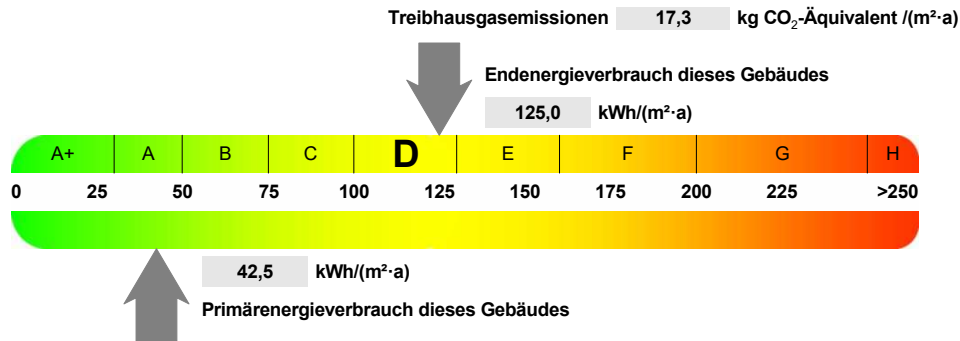 Treibhausgasemissionen 17,3 kg CO₂-Äquivalent /(m²·a)
Endenergieverbrauch dieses Gebäudes
125,0 kWh/(m²·a)
A+ A B C D E F G H
0 25 50 75 100 125 150 175 200 225 >250
42,5 kWh/(m²·a)
Primärenergieverbrauch dieses Gebäudes